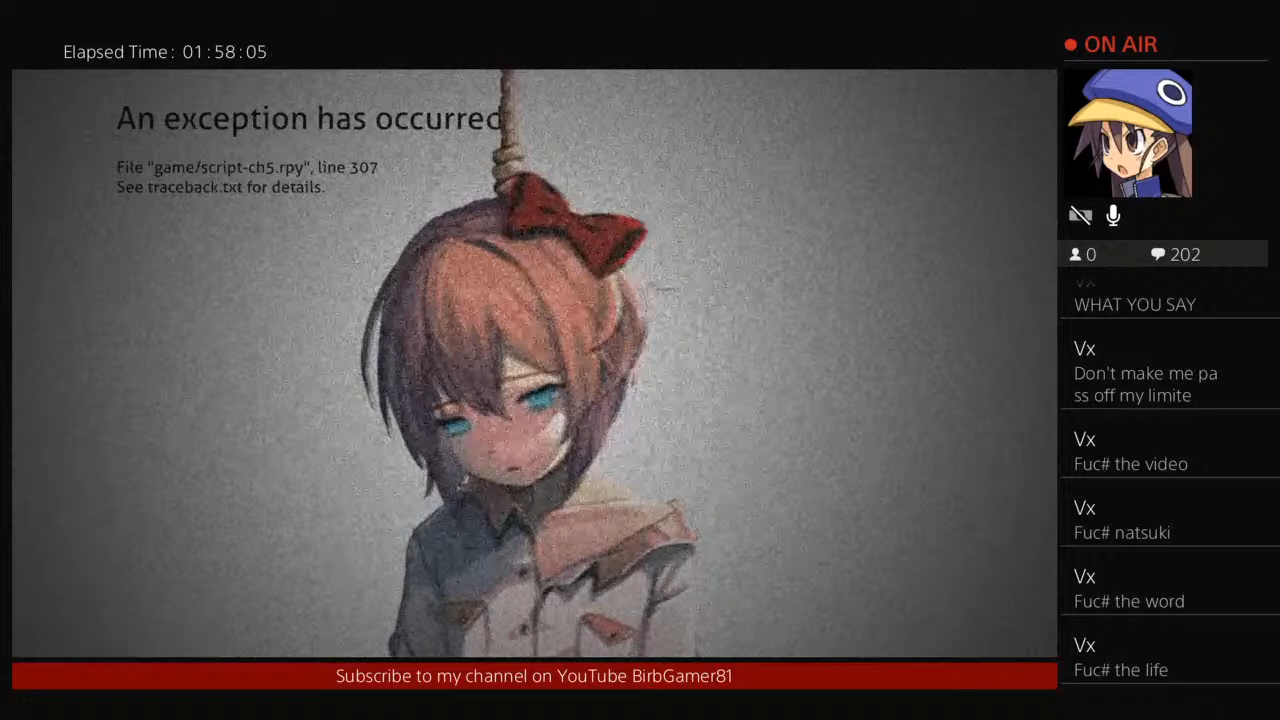 Elapsed Time: 01:58:05
ON AIR
An exception has occurred
File "game/script-ch5.rpy", line 307
See traceback.txt for details.
0
202
Vx
WHAT YOU SAY
Vx
Don't make me pa
ss off my limite
Vx
Fuc# the video
Vx
Fuc# natsuki
Vx
Fuc# the word
Vx
Fuc# the life
Subscribe to my channel on YouTube BirbGamer81